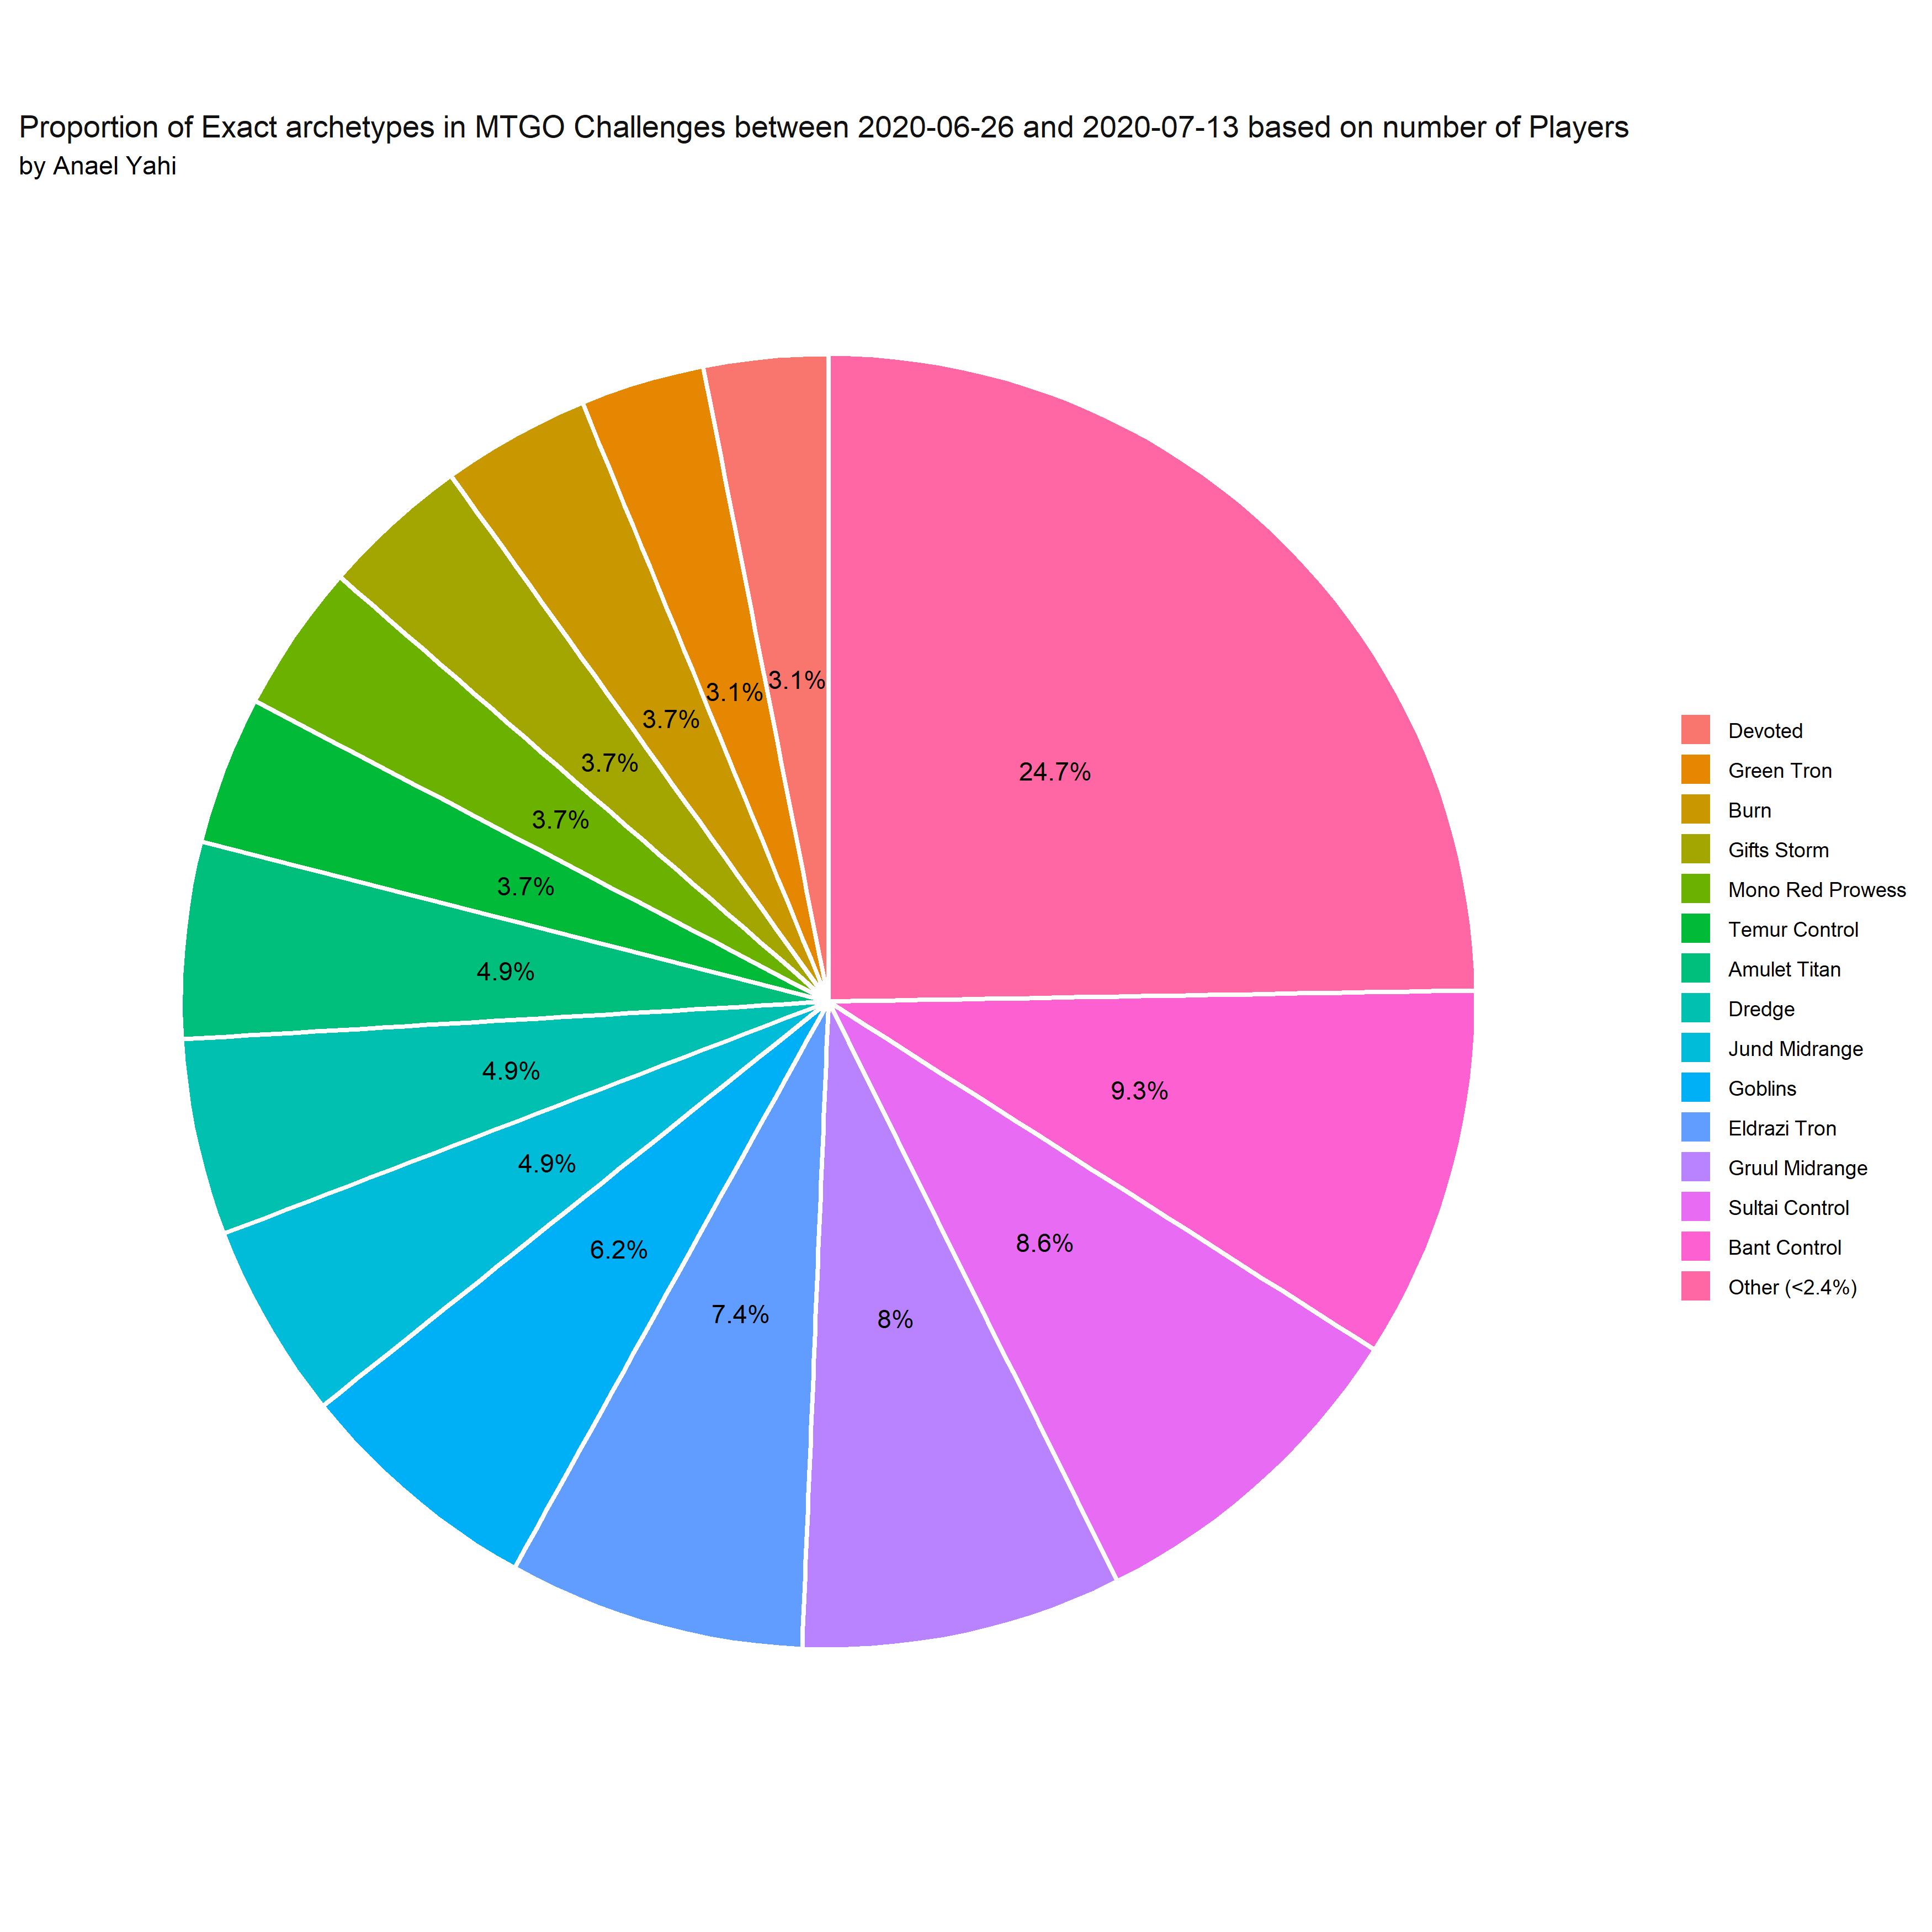 Proportion of Exact archetypes in MTGO Challenges between 2020-06-26 and 2020-07-13 based on number of Players
by Anael Yahi
3.1%
3.1%
3.7%
3.7%
3.7%
3.7%
4.9%
4.9%
4.9%
6.2%
7.4%
8%
8.6%
9.3%
24.7%
Devoted
Green Tron
Burn
Gifts Storm
Mono Red Prowess
Temur Control
Amulet Titan
Dredge
Jund Midrange
Goblins
Eldrazi Tron
Gruul Midrange
Sultai Control
Bant Control
Other (<2.4%)